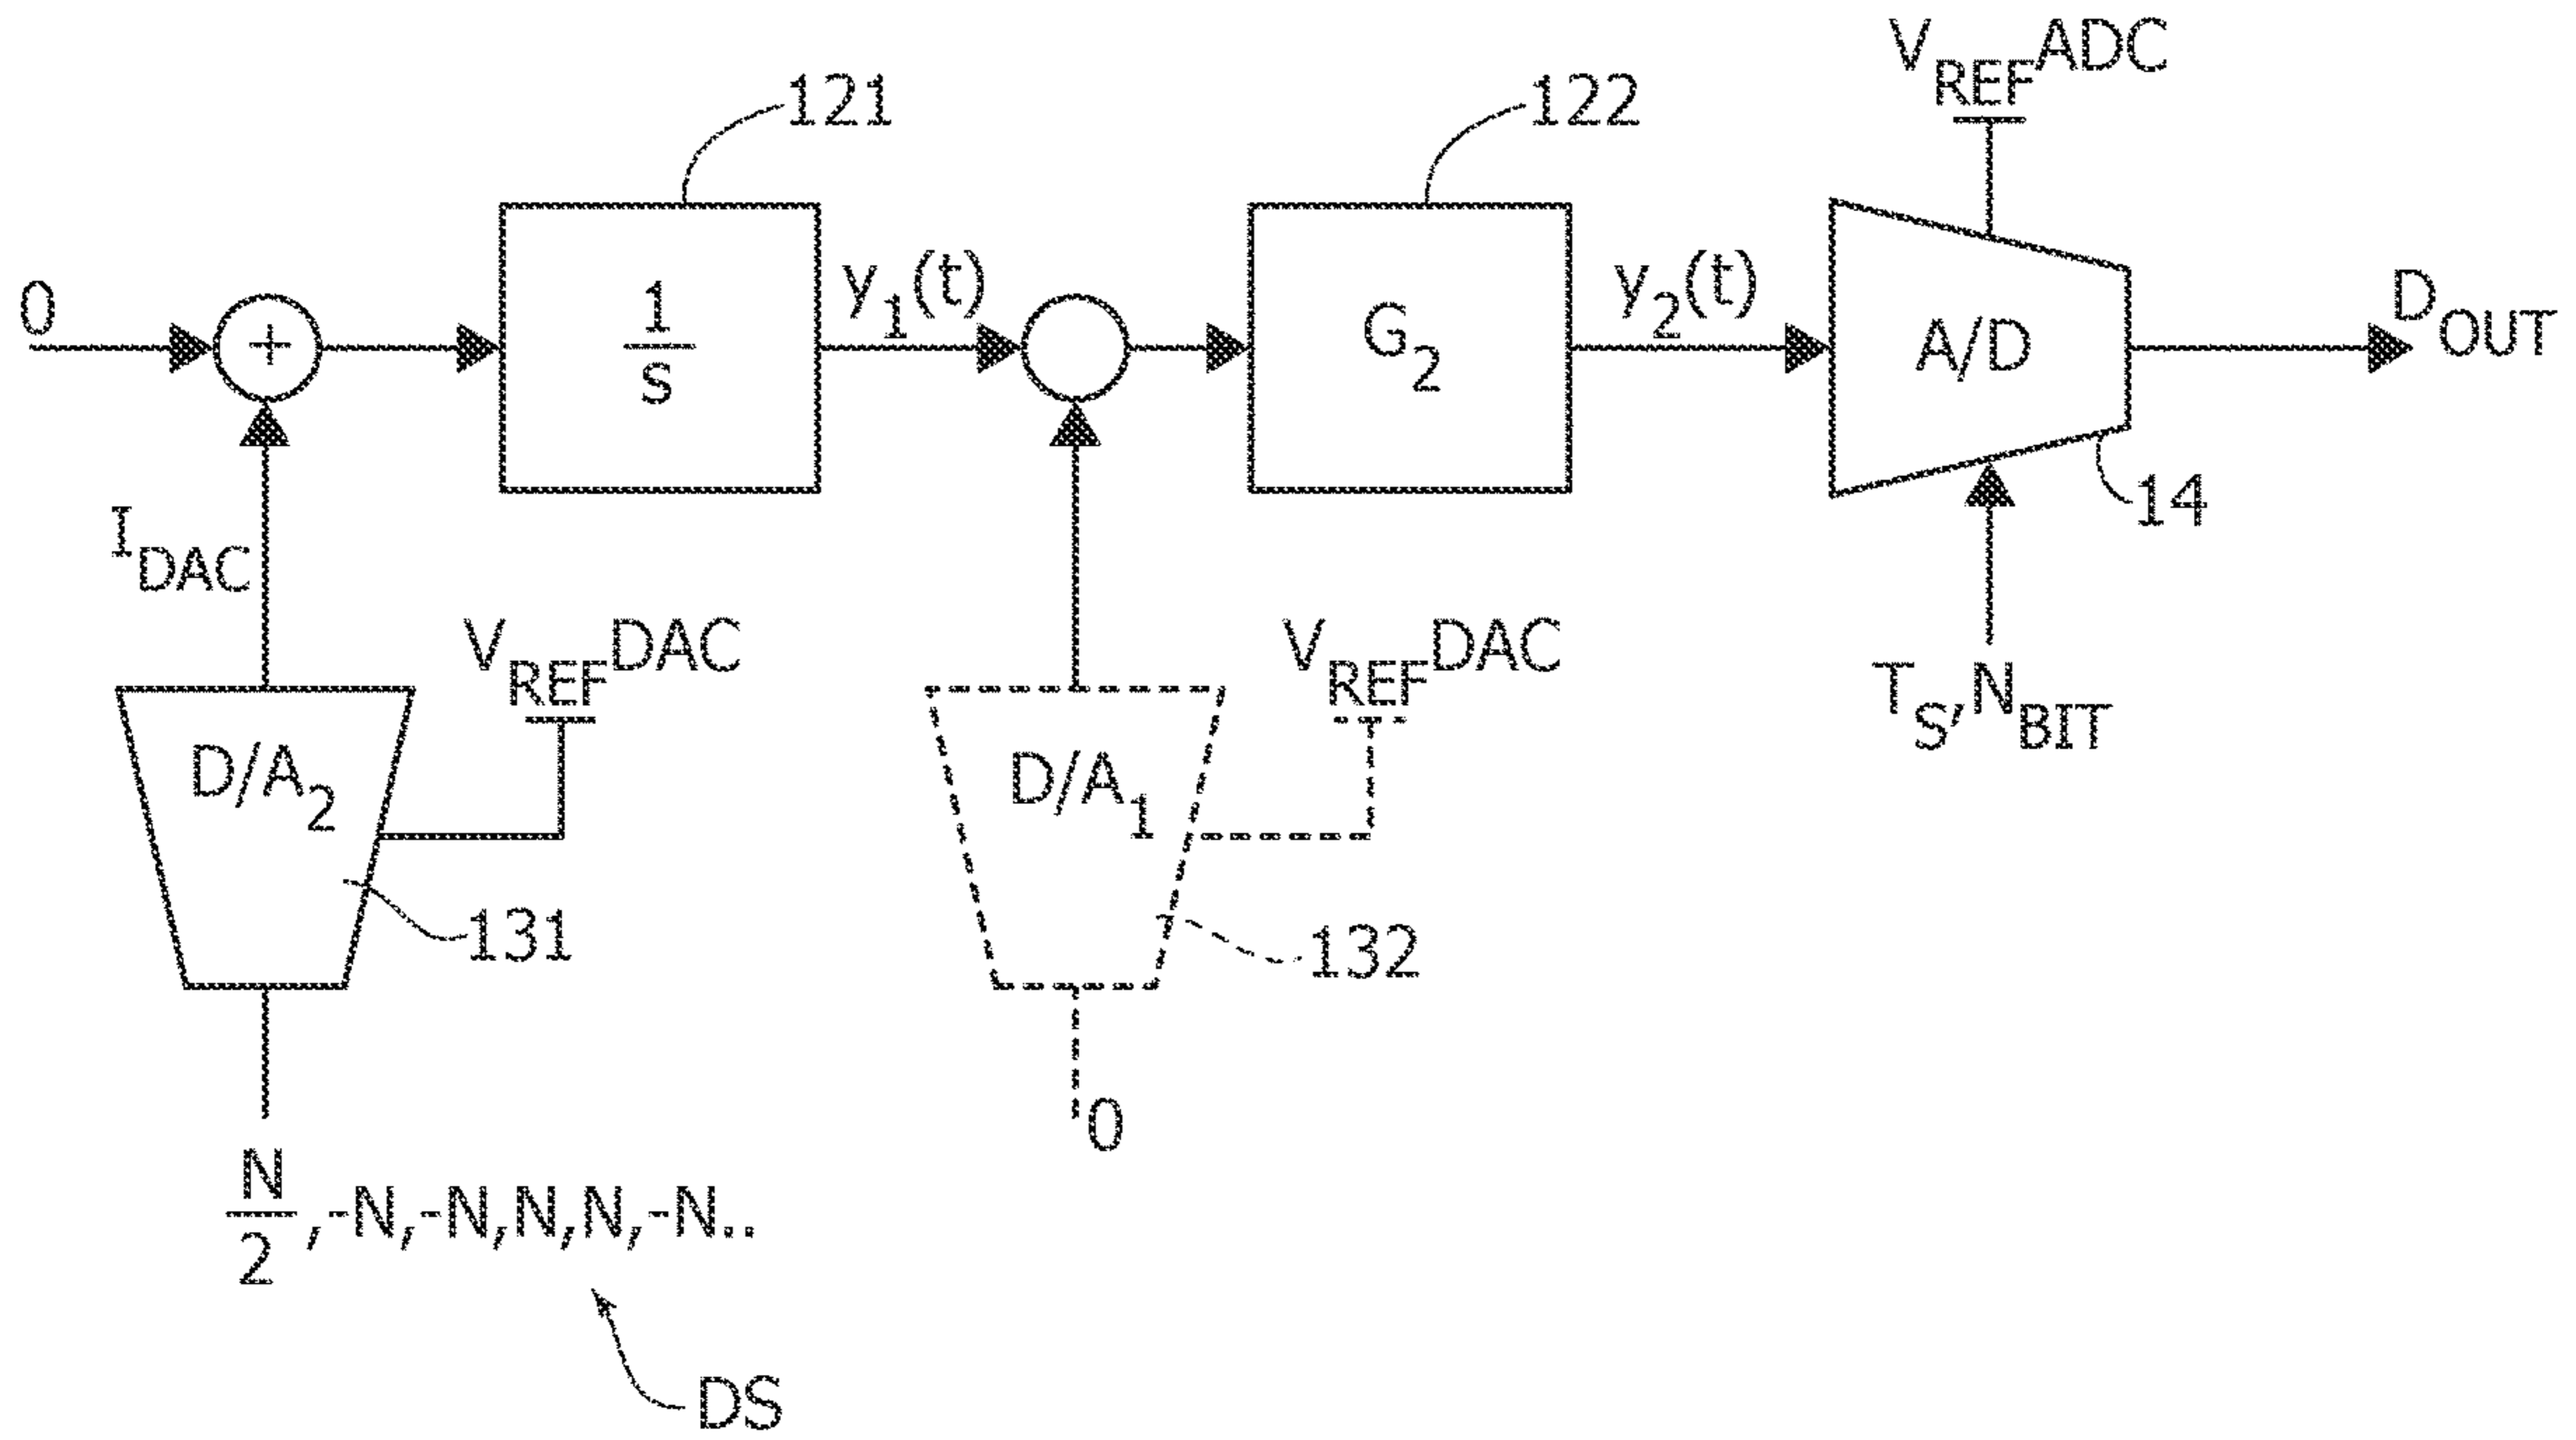 V_REF ADC
121
122
0
+
1/s
y_1(t)
G_2
y_2(t)
A/D
D_OUT
14
I_DAC
V_REF DAC
V_REF DAC
T_S, N_BIT
D/A_2
D/A_1
131
132
0
N/2,-N,-N,N,N,-N..
DS